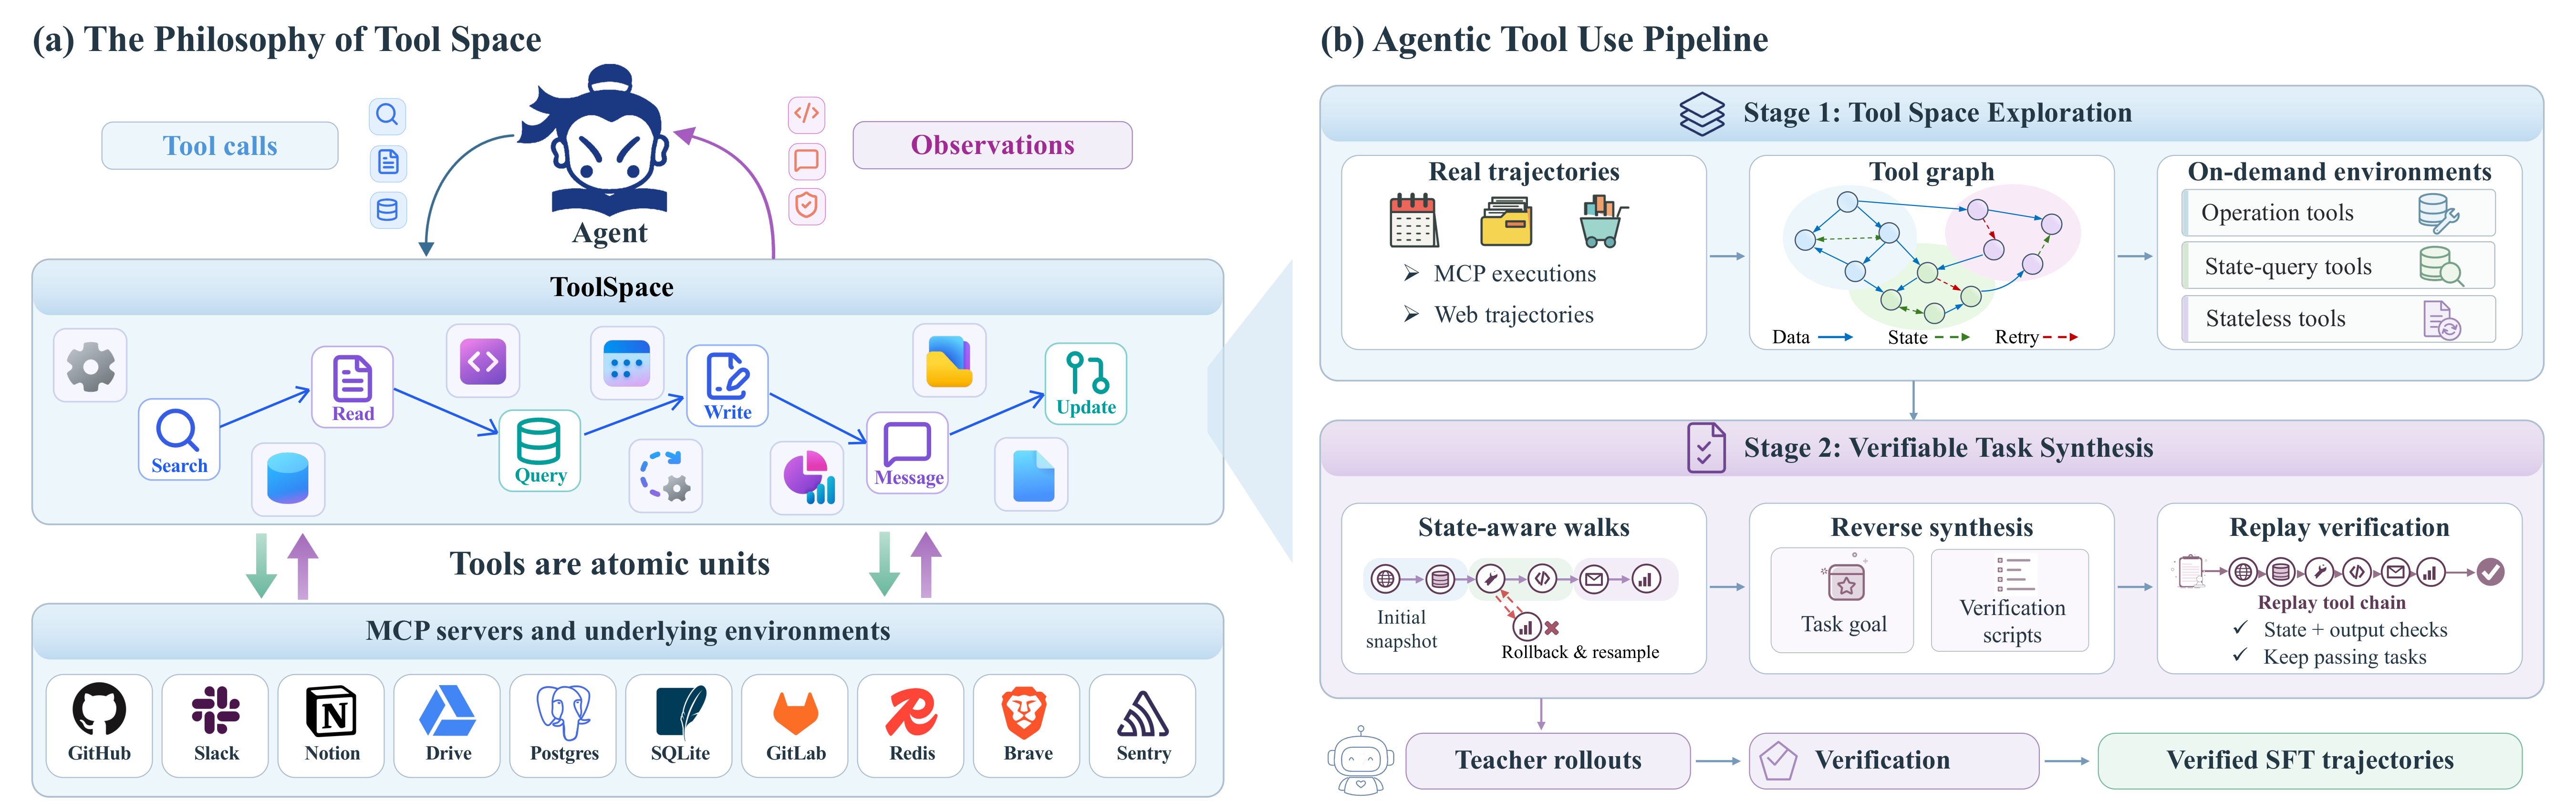 (a) The Philosophy of Tool Space
Tool calls
Observations
Agent
ToolSpace
Search
Read
Query
Write
Message
Update
Tools are atomic units
MCP servers and underlying environments
GitHub
Slack
Notion
Drive
Postgres
SQLite
GitLab
Redis
Brave
Sentry
(b) Agentic Tool Use Pipeline
Stage 1: Tool Space Exploration
Real trajectories
➢ MCP executions
➢ Web trajectories
Tool graph
Data
State
Retry
On-demand environments
Operation tools
State-query tools
Stateless tools
Stage 2: Verifiable Task Synthesis
State-aware walks
Initial
snapshot
Rollback & resample
Reverse synthesis
Task goal
Verification
scripts
Replay verification
Replay tool chain
✓ State + output checks
✓ Keep passing tasks
Teacher rollouts
Verification
Verified SFT trajectories